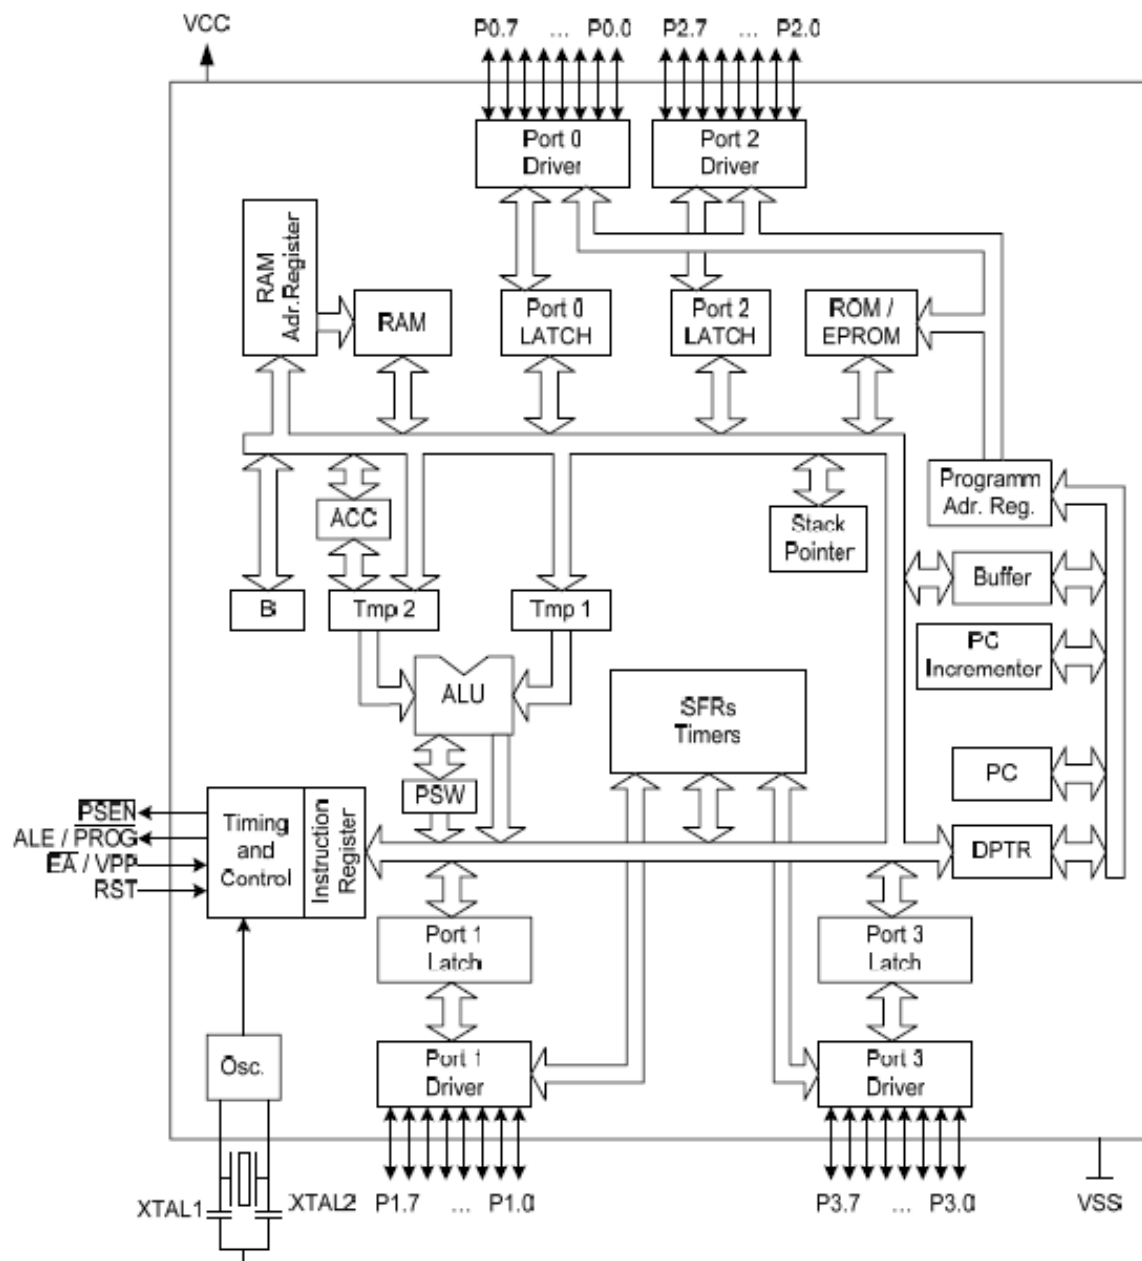 VCC
P0.7 ... P0.0
P2.7 ... P2.0
Port 0
Driver
Port 2
Driver
RAM
Adr.Register
RAM
Port 0
LATCH
Port 2
LATCH
ROM /
EPROM
Programm
Adr. Reg.
ACC
Stack
Pointer
Buffer
B
Tmp 2
Tmp 1
PC
Incrementer
ALU
SFRs
Timers
PC
PSW
PSEN
ALE / PROG
EA / VPP
RST
Timing
and
Control
Instruction
Register
DPTR
Port 1
Latch
Port 3
Latch
Osc.
Port 1
Driver
Port 3
Driver
XTAL1
XTAL2
P1.7 ... P1.0
P3.7 ... P3.0
VSS